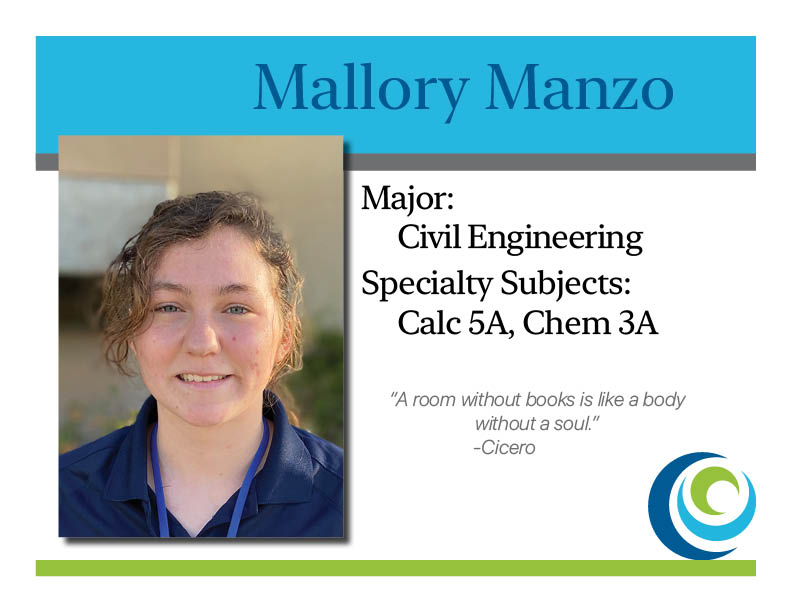 Mallory Manzo
Major:
Civil Engineering
Specialty Subjects:
Calc 5A, Chem 3A
"A room without books is like a body
without a soul."
-Cicero